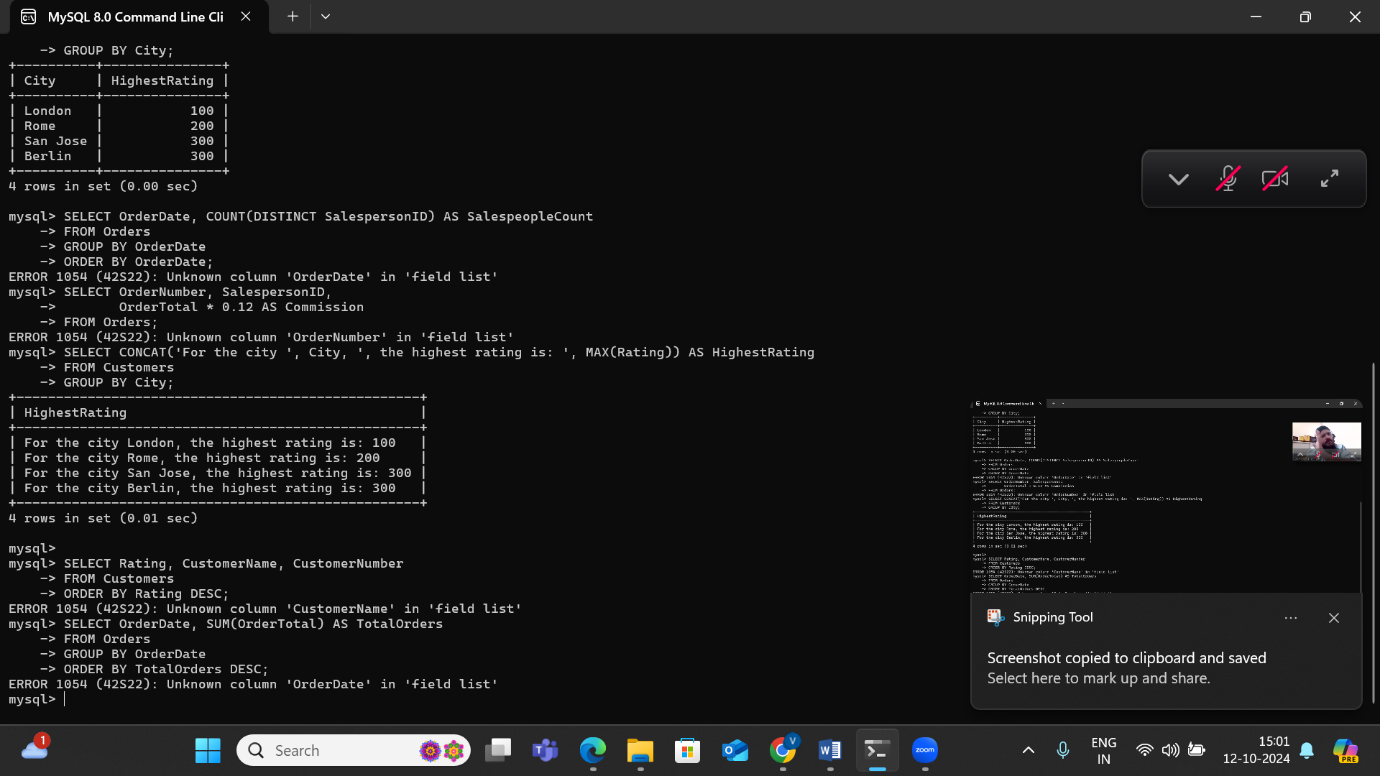 MySQL 8.0 Command Line Cli
-> GROUP BY City;
+----------+---------------+
| City     | HighestRating |
+----------+---------------+
| London   |           100 |
| Rome     |           200 |
| San Jose |           300 |
| Berlin   |           300 |
+----------+---------------+
4 rows in set (0.00 sec)
mysql> SELECT OrderDate, COUNT(DISTINCT SalespersonID) AS SalespeopleCount
-> FROM Orders
-> GROUP BY OrderDate
-> ORDER BY OrderDate;
ERROR 1054 (42S22): Unknown column 'OrderDate' in 'field list'
mysql> SELECT OrderNumber, SalespersonID,
-> OrderTotal * 0.12 AS Commission
-> FROM Orders;
ERROR 1054 (42S22): Unknown column 'OrderNumber' in 'field list'
mysql> SELECT CONCAT('For the city ', City, ', the highest rating is: ', MAX(Rating)) AS HighestRating
-> FROM Customers
-> GROUP BY City;
+-------------------------------------------------+
| HighestRating                                   |
+-------------------------------------------------+
| For the city London, the highest rating is: 100   |
| For the city Rome, the highest rating is: 200     |
| For the city San Jose, the highest rating is: 300 |
| For the city Berlin, the highest rating is: 300   |
+-------------------------------------------------+
4 rows in set (0.01 sec)
mysql>
mysql> SELECT Rating, CustomerName, CustomerNumber
-> FROM Customers
-> ORDER BY Rating DESC;
ERROR 1054 (42S22): Unknown column 'CustomerName' in 'field list'
mysql> SELECT OrderDate, SUM(OrderTotal) AS TotalOrders
-> FROM Orders
-> GROUP BY OrderDate
-> ORDER BY TotalOrders DESC;
ERROR 1054 (42S22): Unknown column 'OrderDate' in 'field list'
mysql>
Snipping Tool
Screenshot copied to clipboard and saved
Select here to mark up and share.
1
Search
V
zoom
ENG
IN
15:01
12-10-2024
PRE